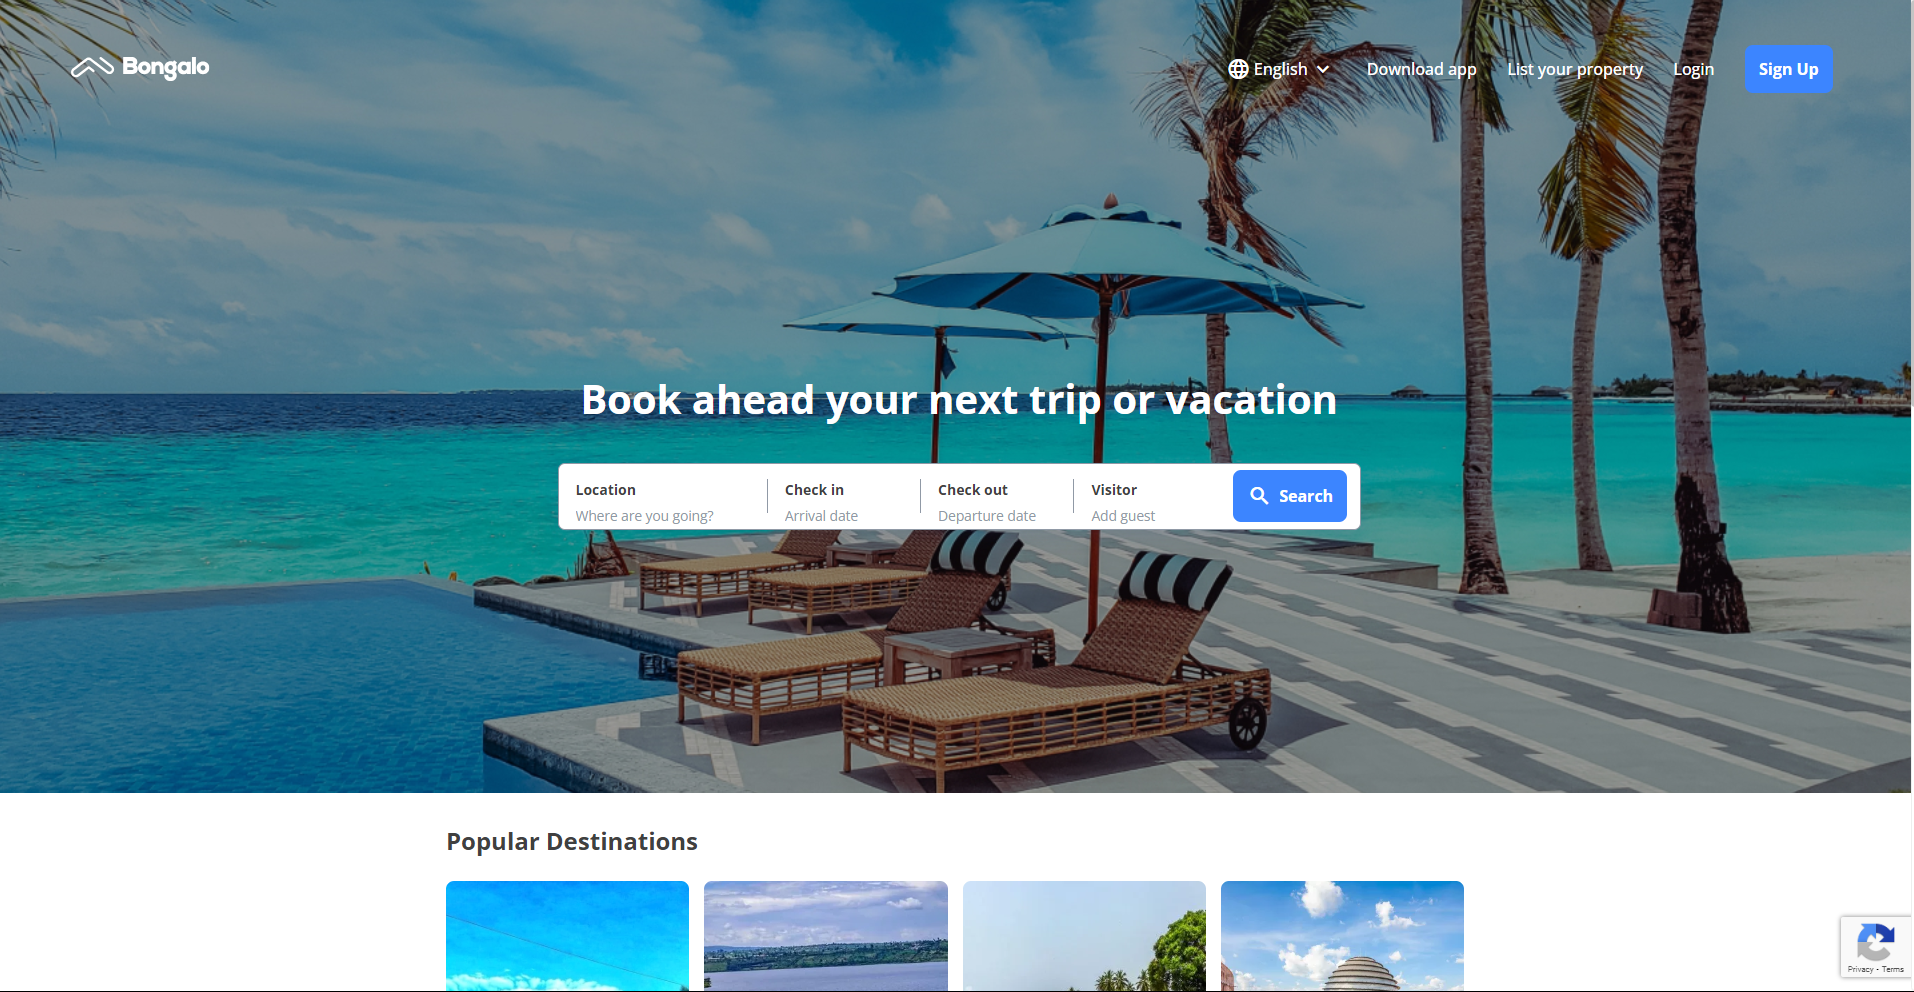 Bongalo
English
Download app
List your property
Login
Sign Up
Book ahead your next trip or vacation
Location
Where are you going?
Check in
Arrival date
Check out
Departure date
Visitor
Add guest
Search
Popular Destinations
Privacy - Terms